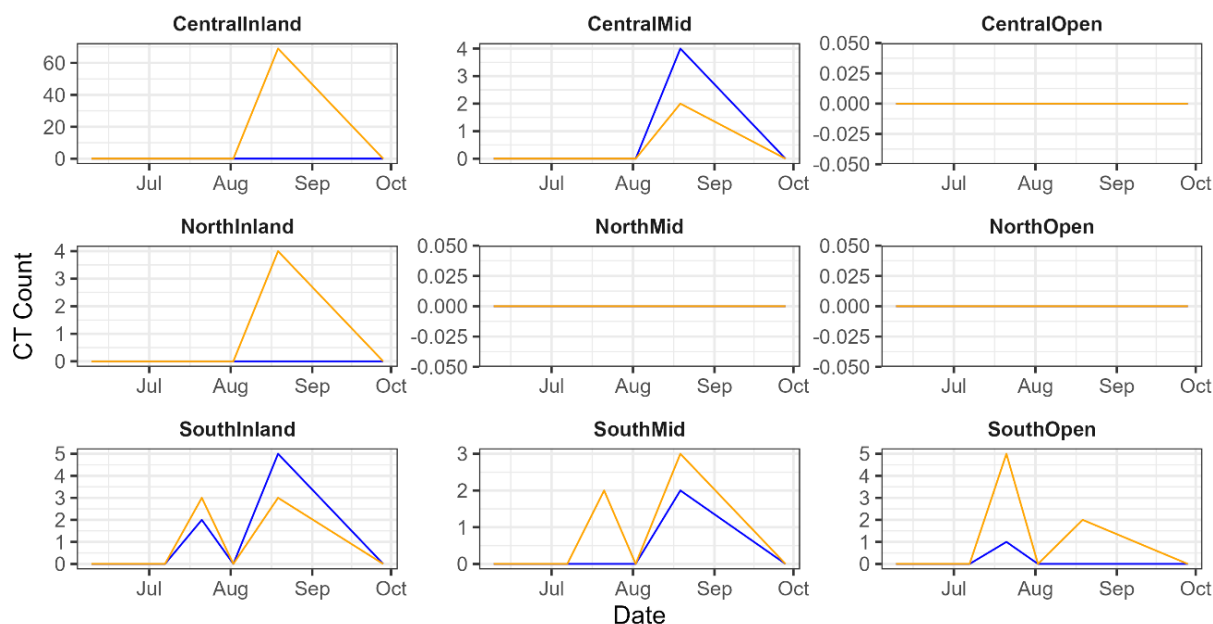 CentralInland CentralMid CentralOpen
60 4 0.050
40 3 0.025
20 2 0.000
0 1 -0.025
0 -0.050
Jul Aug Sep Oct Jul Aug Sep Oct Jul Aug Sep Oct
NorthInland NorthMid NorthOpen
4 0.050 0.050
3 0.025 0.025
2 0.000 0.000
1 -0.025 -0.025
0 -0.050 -0.050
Jul Aug Sep Oct Jul Aug Sep Oct Jul Aug Sep Oct
CT Count
SouthInland SouthMid SouthOpen
5 3 5
4 4
3 2 3
2 2
1 1 1
0 0 0
Jul Aug Sep Oct Jul Aug Sep Oct Jul Aug Sep Oct
Date